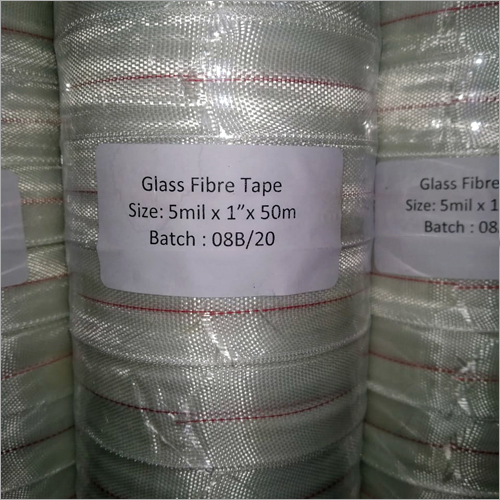 Glass Fibre Tape
Size: 5mil x 1”x 50m
Batch : 08B/20
Glass Fibre
Size: 5mil x 1
Batch : 08